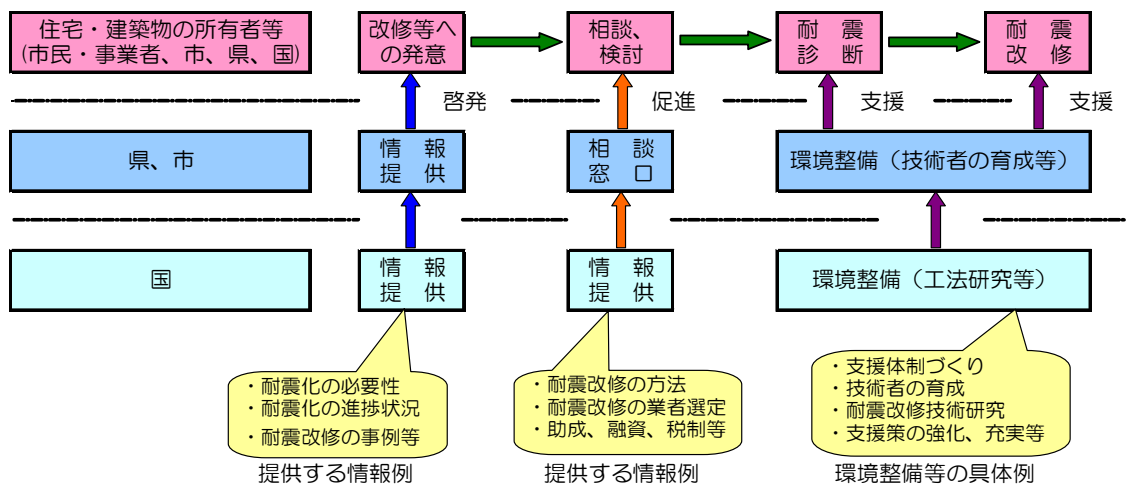 住宅・建築物の所有者等
(市民・事業者、市、県、国)
改修等へ
の発意
相談、
検討
耐　震
診　断
耐　震
改　修
啓発
促進
支援
支援
県、市
情　報
提　供
相　談
窓　口
環境整備（技術者の育成等）
国
情　報
提　供
情　報
提　供
環境整備（工法研究等）
・耐震化の必要性
・耐震化の進捗状況
・耐震改修の事例等
・耐震改修の方法
・耐震改修の業者選定
・助成、融資、税制等
・支援体制づくり
・技術者の育成
・耐震改修技術研究
・支援策の強化、充実等
提供する情報例
提供する情報例
環境整備等の具体例